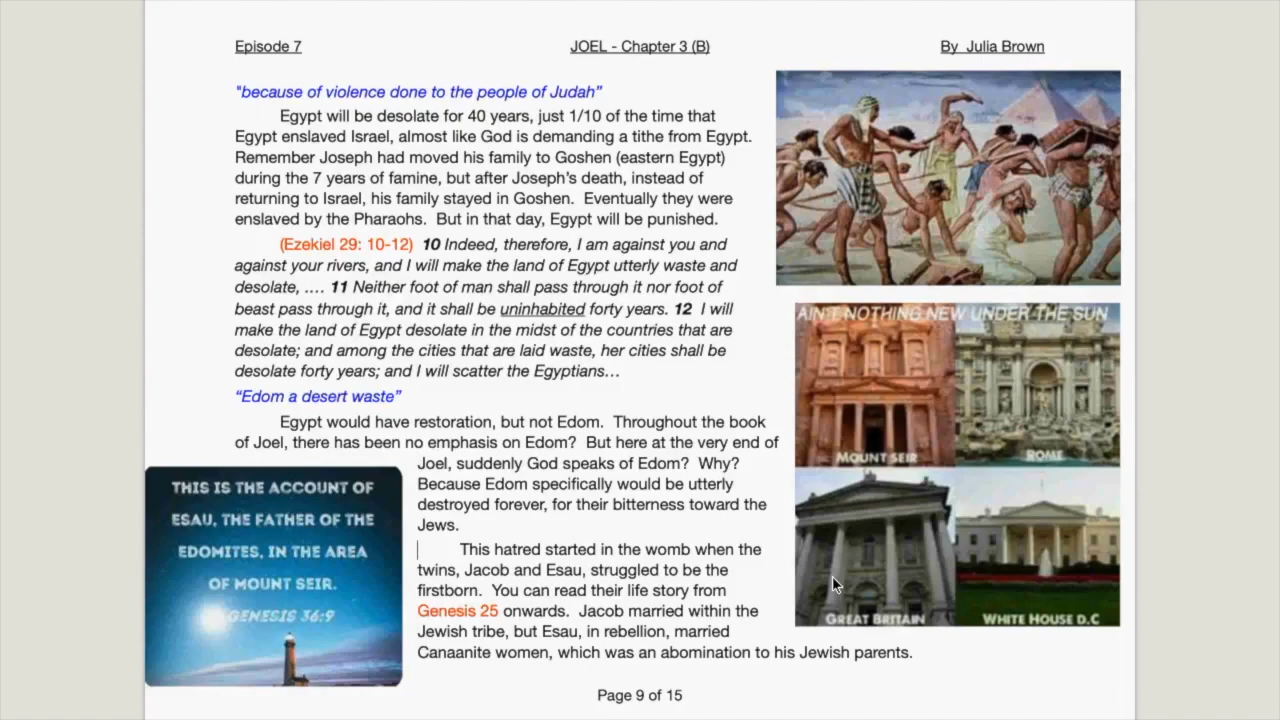 Episode 7
JOEL - Chapter 3 (B)
By Julia Brown
"because of violence done to the people of Judah"
Egypt will be desolate for 40 years, just 1/10 of the time that
Egypt enslaved Israel, almost like God is demanding a tithe from Egypt.
Remember Joseph had moved his family to Goshen (eastern Egypt)
during the 7 years of famine, but after Joseph's death, instead of
returning to Israel, his family stayed in Goshen. Eventually they were
enslaved by the Pharaohs. But in that day, Egypt will be punished.
(Ezekiel 29: 10-12) 10 Indeed, therefore, I am against you and
against your rivers, and I will make the land of Egypt utterly waste and
desolate, .... 11 Neither foot of man shall pass through it nor foot of
beast pass through it, and it shall be uninhabited forty years. 12 I will
make the land of Egypt desolate in the midst of the countries that are
desolate; and among the cities that are laid waste, her cities shall be
desolate forty years; and I will scatter the Egyptians…
"Edom a desert waste"
Egypt would have restoration, but not Edom. Throughout the book
of Joel, there has been no emphasis on Edom? But here at the very end of
Joel, suddenly God speaks of Edom? Why?
Because Edom specifically would be utterly
destroyed forever, for their bitterness toward the
Jews.
This hatred started in the womb when the
twins, Jacob and Esau, struggled to be the
firstborn. You can read their life story from
Genesis 25 onwards. Jacob married within the
Jewish tribe, but Esau, in rebellion, married
Canaanite women, which was an abomination to his Jewish parents.
THIS IS THE ACCOUNT OF
ESAU, THE FATHER OF THE
EDOMITES, IN THE AREA
OF MOUNT SEIR.
GENESIS 36:9
AIN'T NOTHING NEW UNDER THE SUN
MOUNT SEIR
ROME
GREAT BRITAIN
WHITE HOUSE D.C
Page 9 of 15